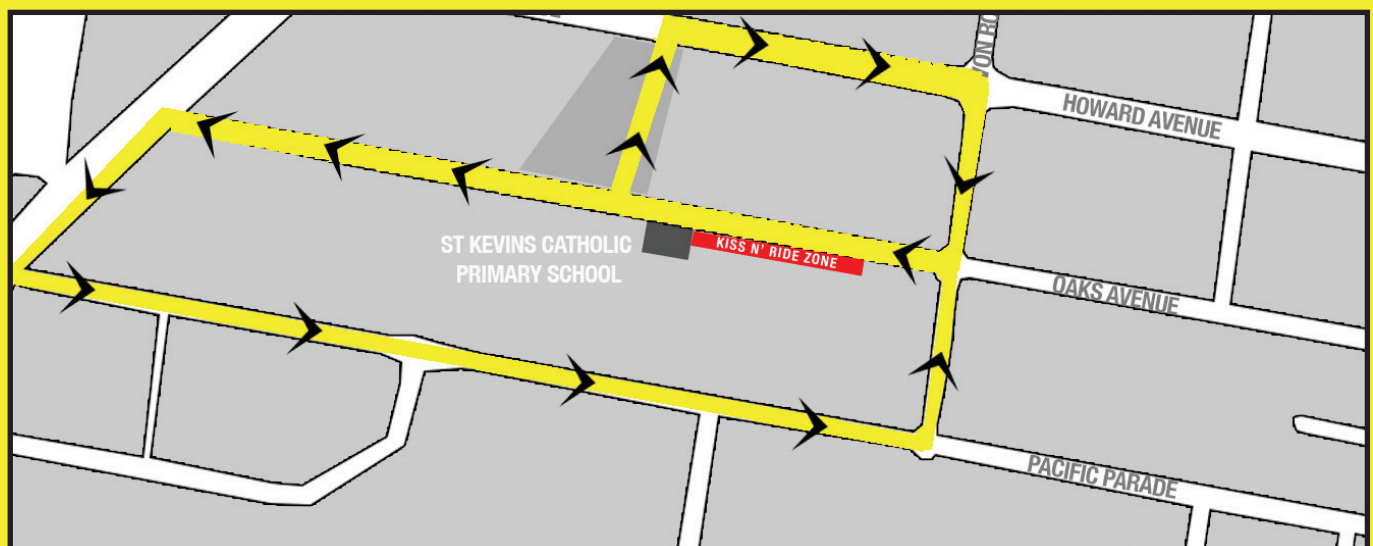 HOWARD AVENUE
ST KEVINS CATHOLIC
PRIMARY SCHOOL
KISS N' RIDE ZONE
OAKS AVENUE
PACIFIC PARADE